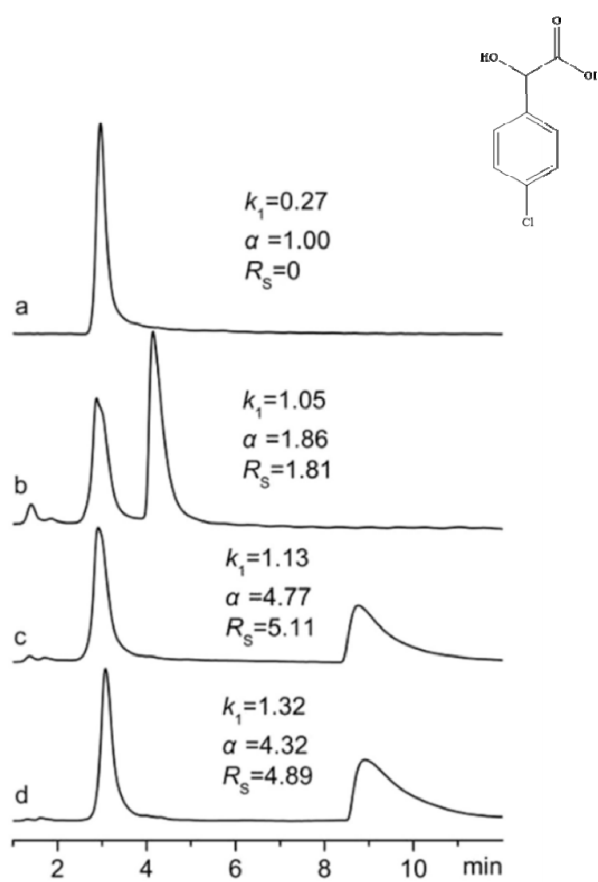 O
HO
OH
Cl
k₁=0.27
α =1.00
Rₛ=0
a
k₁=1.05
α =1.86
Rₛ=1.81
b
k₁=1.13
α =4.77
Rₛ=5.11
c
k₁=1.32
α =4.32
Rₛ=4.89
d
2 4 6 8 10 min